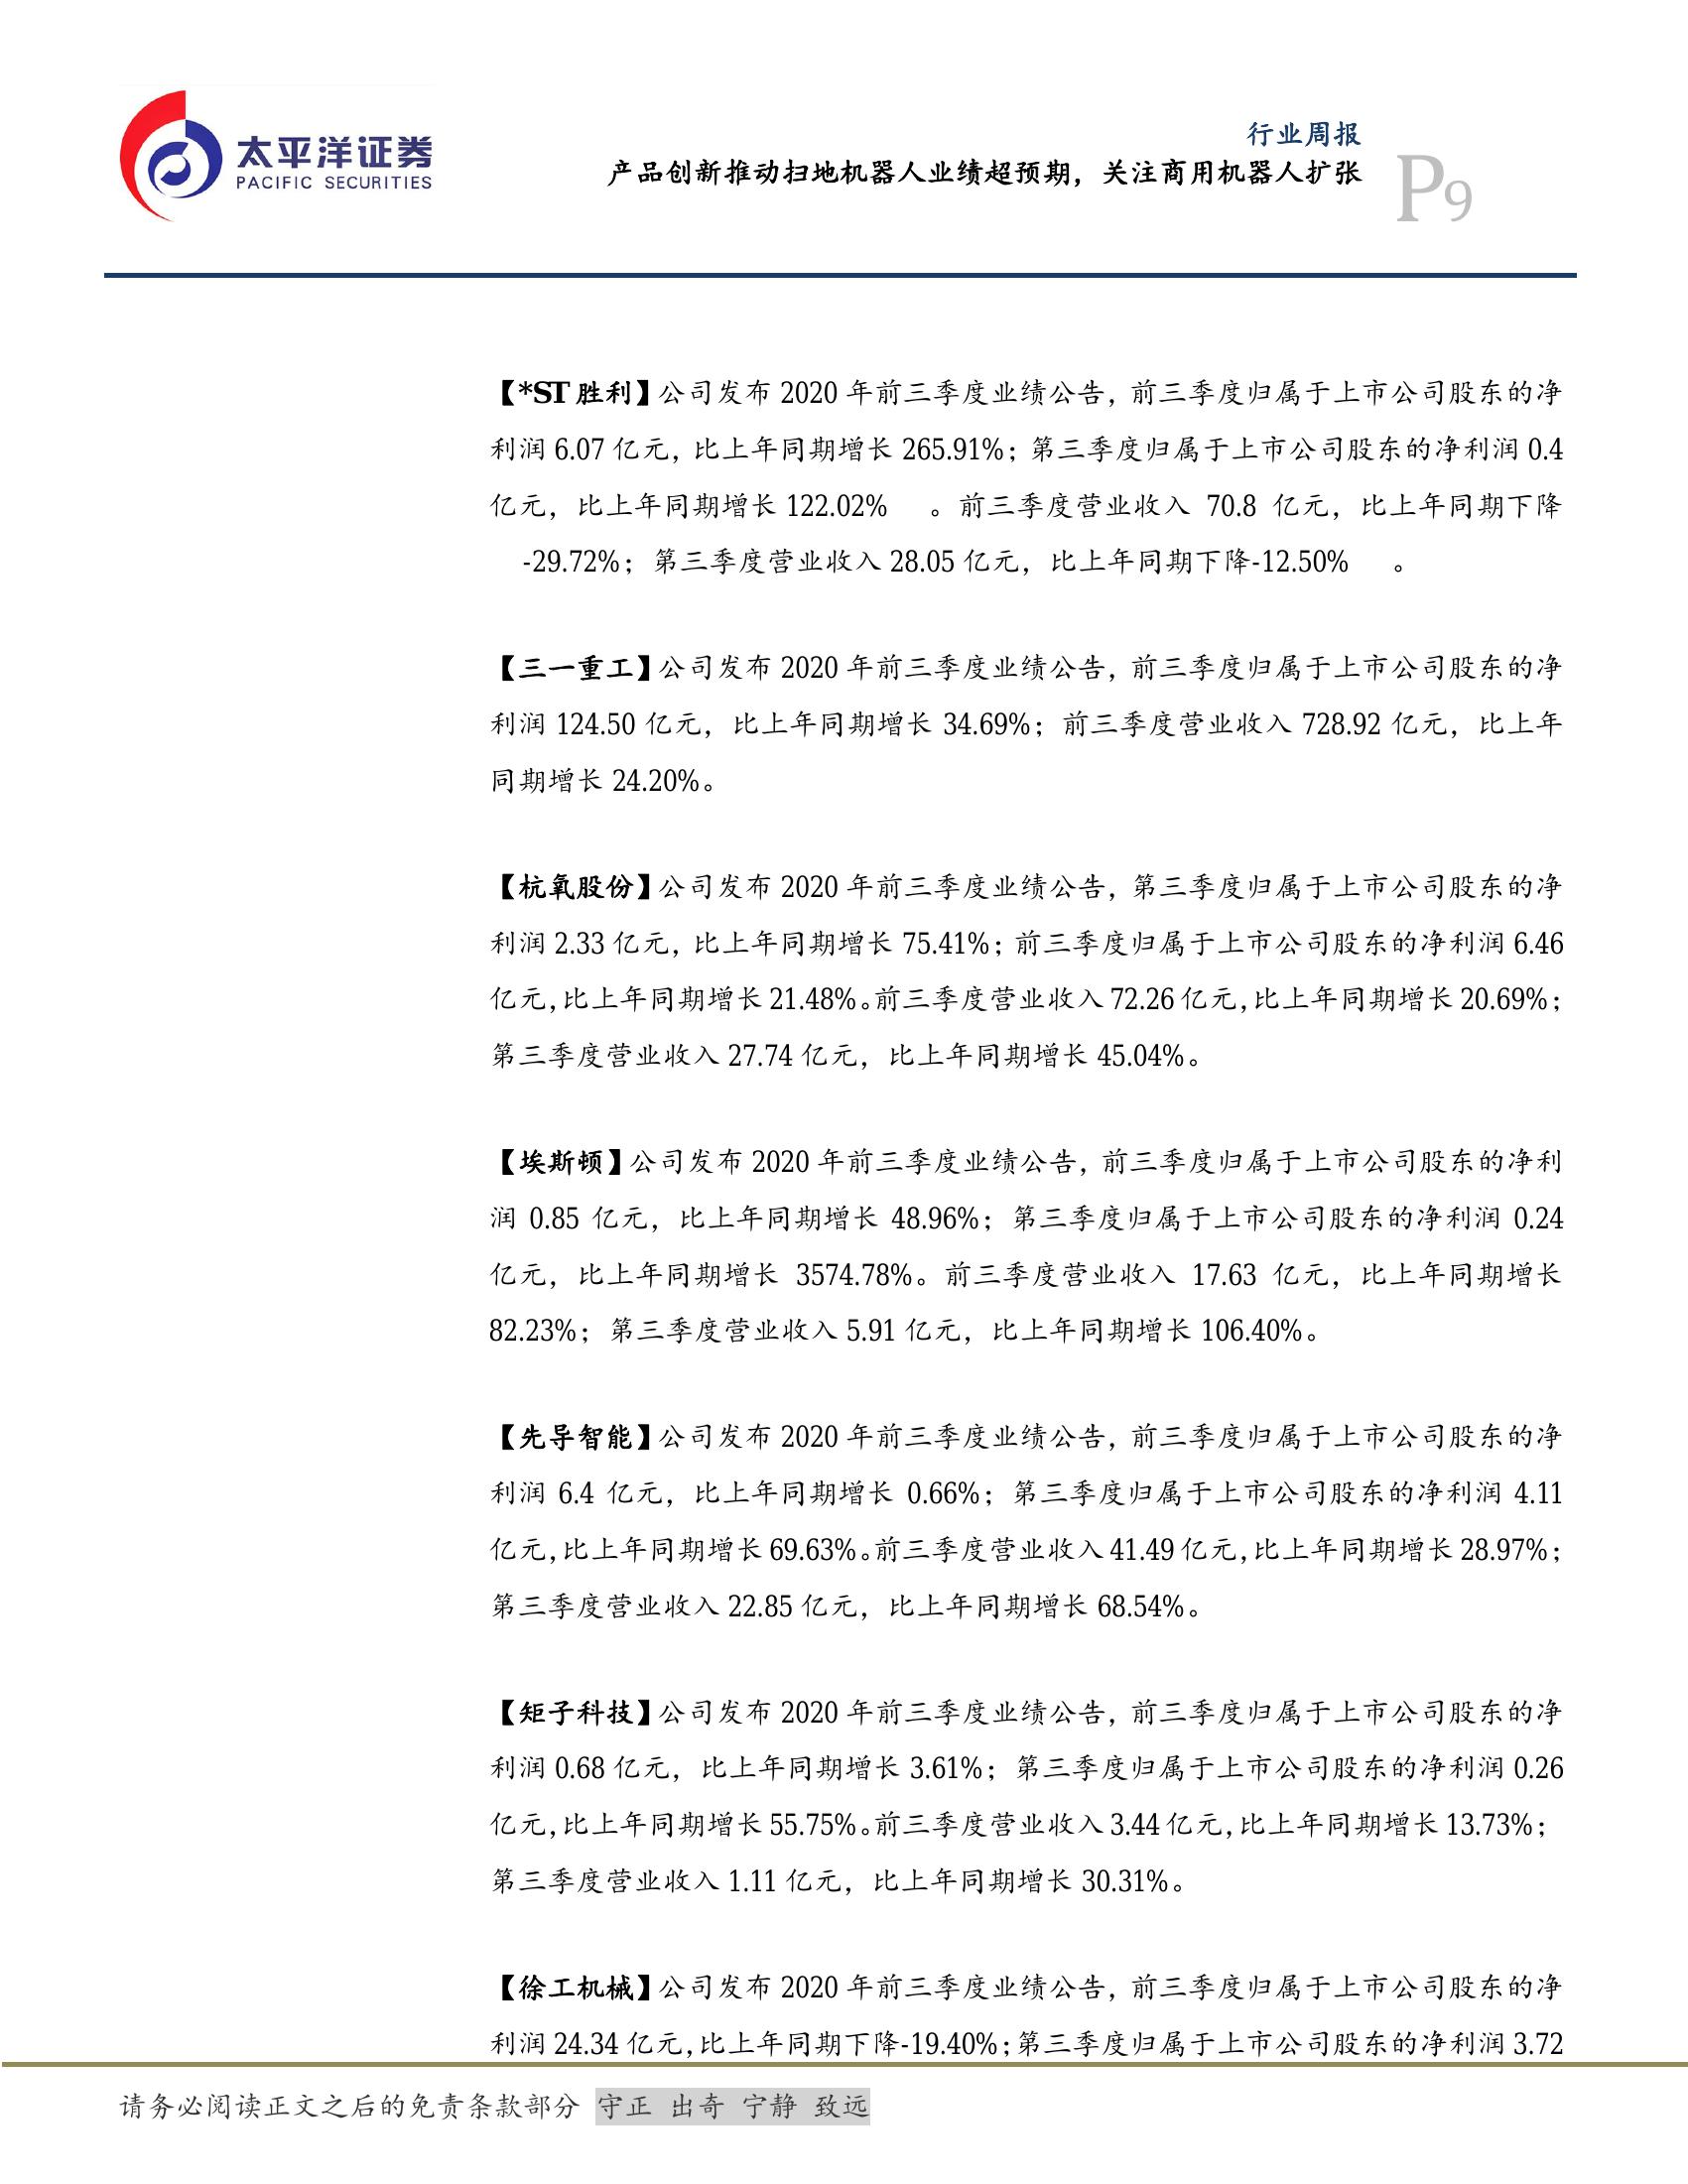 太平洋证券
PACIFIC SECURITIES
行业周报
产品创新推动扫地机器人业绩超预期，关注商用机器人扩张
P9
【*ST 胜利】公司发布 2020 年前三季度业绩公告，前三季度归属于上市公司股东的净
利润 6.07 亿元，比上年同期增长 265.91%；第三季度归属于上市公司股东的净利润 0.4
亿元，比上年同期增长 122.02% 。前三季度营业收入 70.8 亿元，比上年同期下降
-29.72%；第三季度营业收入 28.05 亿元，比上年同期下降-12.50% 。
【三一重工】公司发布 2020 年前三季度业绩公告，前三季度归属于上市公司股东的净
利润 124.50 亿元，比上年同期增长 34.69%；前三季度营业收入 728.92 亿元，比上年
同期增长 24.20%。
【杭氧股份】公司发布 2020 年前三季度业绩公告，第三季度归属于上市公司股东的净
利润 2.33 亿元，比上年同期增长 75.41%；前三季度归属于上市公司股东的净利润 6.46
亿元，比上年同期增长 21.48%。前三季度营业收入 72.26 亿元，比上年同期增长 20.69%；
第三季度营业收入 27.74 亿元，比上年同期增长 45.04%。
【埃斯顿】公司发布 2020 年前三季度业绩公告，前三季度归属于上市公司股东的净利
润 0.85 亿元，比上年同期增长 48.96%；第三季度归属于上市公司股东的净利润 0.24
亿元，比上年同期增长 3574.78%。前三季度营业收入 17.63 亿元，比上年同期增长
82.23%；第三季度营业收入 5.91 亿元，比上年同期增长 106.40%。
【先导智能】公司发布 2020 年前三季度业绩公告，前三季度归属于上市公司股东的净
利润 6.4 亿元，比上年同期增长 0.66%；第三季度归属于上市公司股东的净利润 4.11
亿元，比上年同期增长 69.63%。前三季度营业收入 41.49 亿元，比上年同期增长 28.97%；
第三季度营业收入 22.85 亿元，比上年同期增长 68.54%。
【矩子科技】公司发布 2020 年前三季度业绩公告，前三季度归属于上市公司股东的净
利润 0.68 亿元，比上年同期增长 3.61%；第三季度归属于上市公司股东的净利润 0.26
亿元，比上年同期增长 55.75%。前三季度营业收入 3.44 亿元，比上年同期增长 13.73%；
第三季度营业收入 1.11 亿元，比上年同期增长 30.31%。
【徐工机械】公司发布 2020 年前三季度业绩公告，前三季度归属于上市公司股东的净
利润 24.34 亿元，比上年同期下降-19.40%；第三季度归属于上市公司股东的净利润 3.72
请务必阅读正文之后的免责条款部分 守正 出奇 宁静 致远